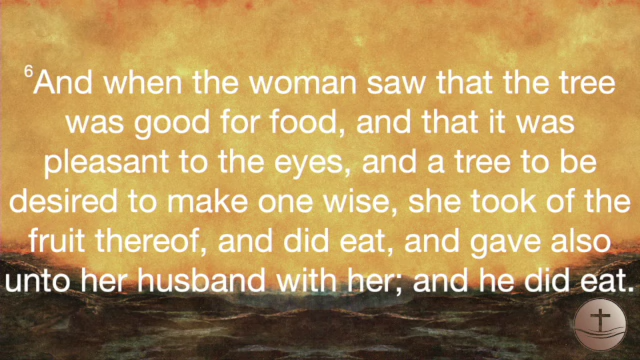 6And when the woman saw that the tree
was good for food, and that it was
pleasant to the eyes, and a tree to be
desired to make one wise, she took of the
fruit thereof, and did eat, and gave also
unto her husband with her; and he did eat.